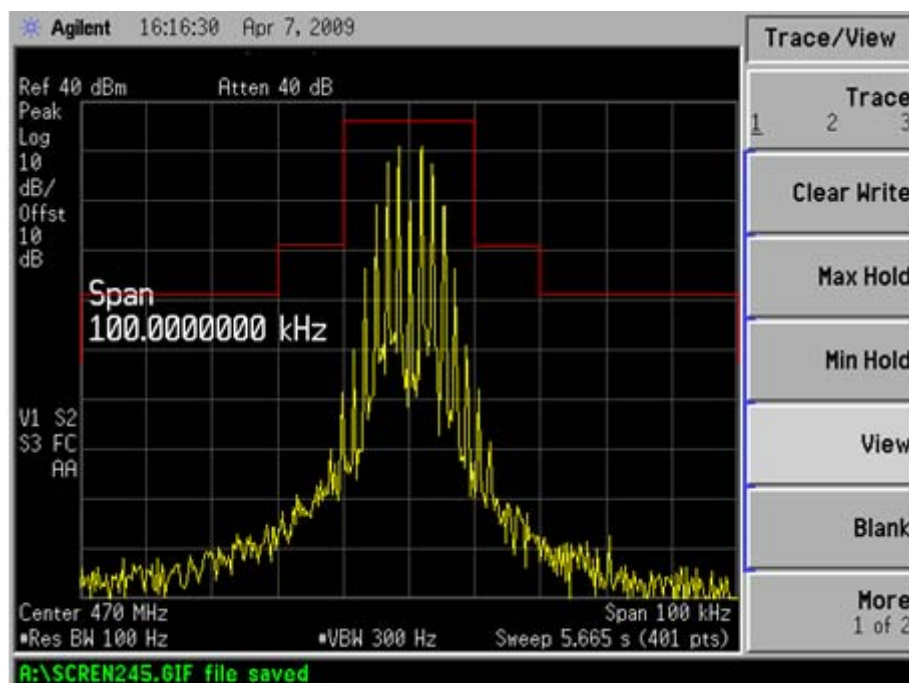 Agilent 16:16:30 Apr 7, 2009
Trace/View
Ref 40 dBm Atten 40 dB
Peak
Log
10
dB/
Offst
10
dB
Span
100.0000000 kHz
V1 S2
S3 FC
AA
Center 470 MHz Span 100 kHz
#Res BW 100 Hz #VBW 300 Hz Sweep 5.665 s (401 pts)
A:\SCREN245.GIF file saved
Trace
1 2 3
Clear Write
Max Hold
Min Hold
View
Blank
More
1 of 2